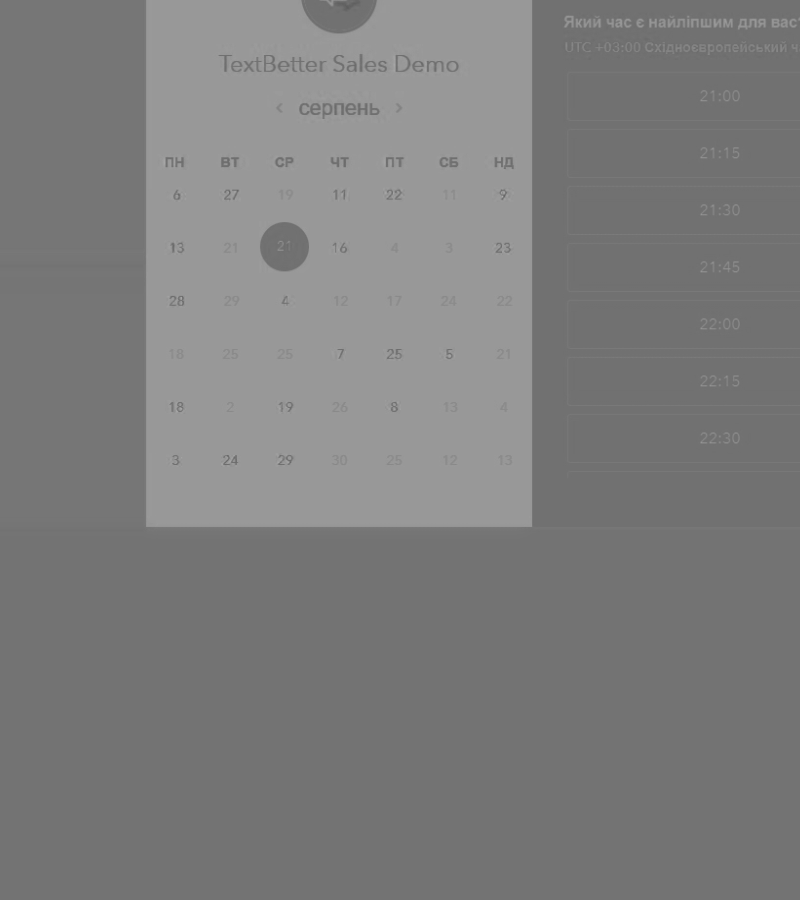 TextBetter Sales Demo
< серпень >
ПН ВТ СР ЧТ ПТ СБ НД
6 27 19 11 22 11 9
13 21 21 16 4 3 23
28 29 4 12 17 24 22
18 25 25 7 25 5 21
18 2 19 26 8 13 4
3 24 29 30 25 12 13
Який час є найліпшим для вас
UTC +03:00 Східноєвропейський ч
21:00
21:15
21:30
21:45
22:00
22:15
22:30